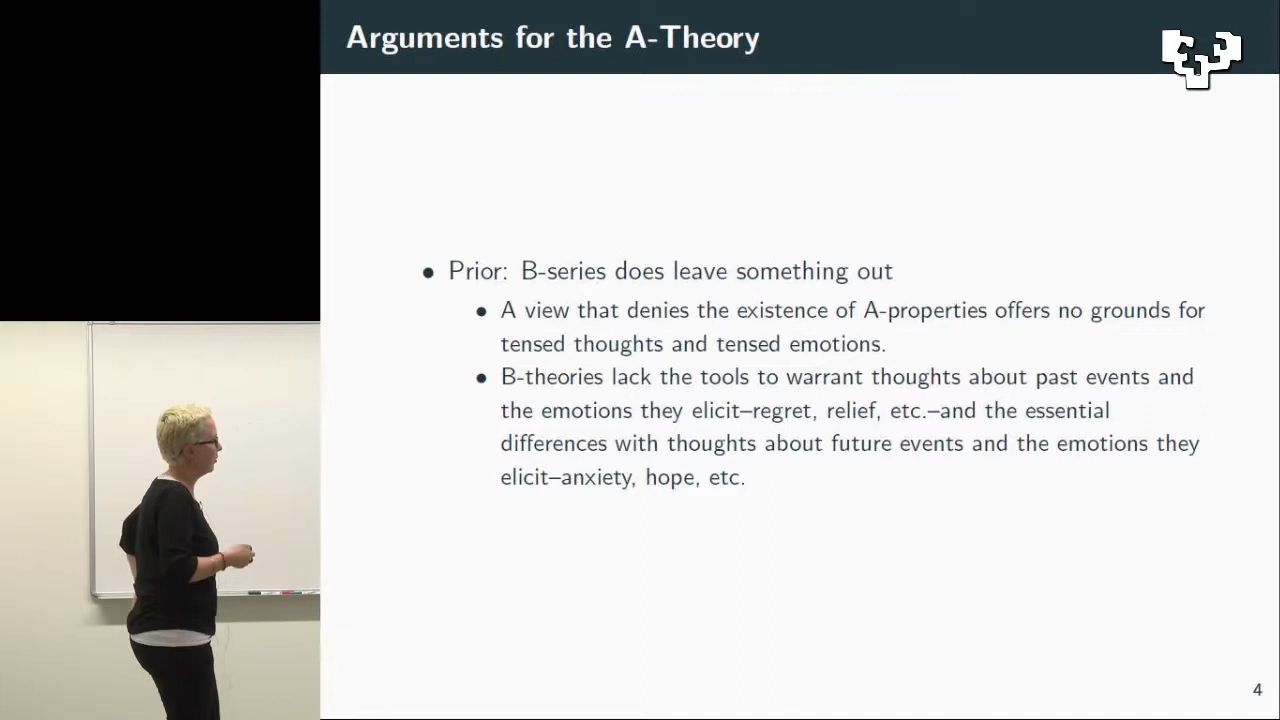 Arguments for the A-Theory
• Prior: B-series does leave something out
• A view that denies the existence of A-properties offers no grounds for
tensed thoughts and tensed emotions.
• B-theories lack the tools to warrant thoughts about past events and
the emotions they elicit–regret, relief, etc.–and the essential
differences with thoughts about future events and the emotions they
elicit–anxiety, hope, etc.
4